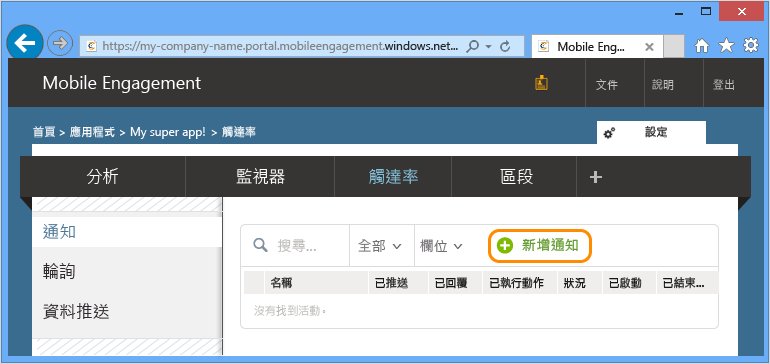 https://my-company-name.portal.mobileengagement.windows.net...
Mobile Eng...
Mobile Engagement
文件 說明 登出
首頁 > 應用程式 > My super app! > 觸達率
設定
分析 監視器 觸達率 區段
通知
輪詢
資料推送
搜尋... 全部 欄位 新增通知
名稱 已推送 已回覆 已執行動作 狀況 已啟動 已結束...
沒有找到活動。